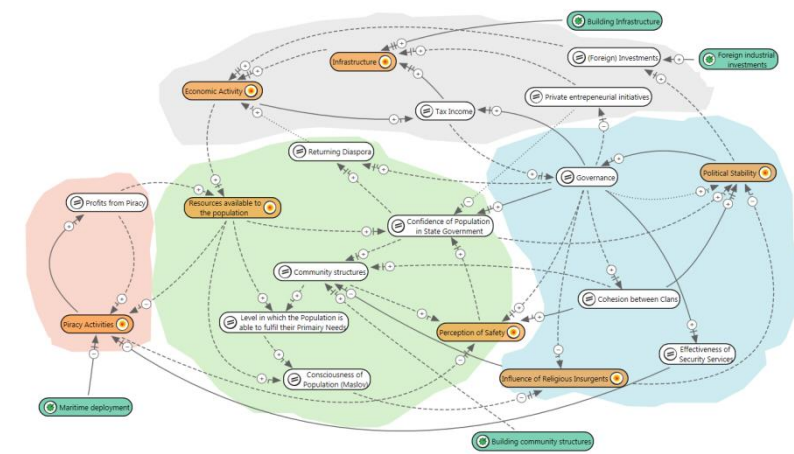 Building Infrastructure
Infrastructure
(Foreign) Investments
Foreign industrial
investments
Economic Activity
Private entrepeneurial initiatives
Tax Income
Returning Diaspora
Governance
Political Stability
Profits from Piracy
Resources available to
the population
Confidence of Population
in State Government
Community structures
Cohesion between Clans
Level in which the Population is
able to fulfil their Primairy Needs
Piracy Activities
Perception of Safety
Effectiveness of
Security Services
Consciousness of
Population (Maslov)
Influence of Religious Insurgents
Maritime deployment
Building community structures